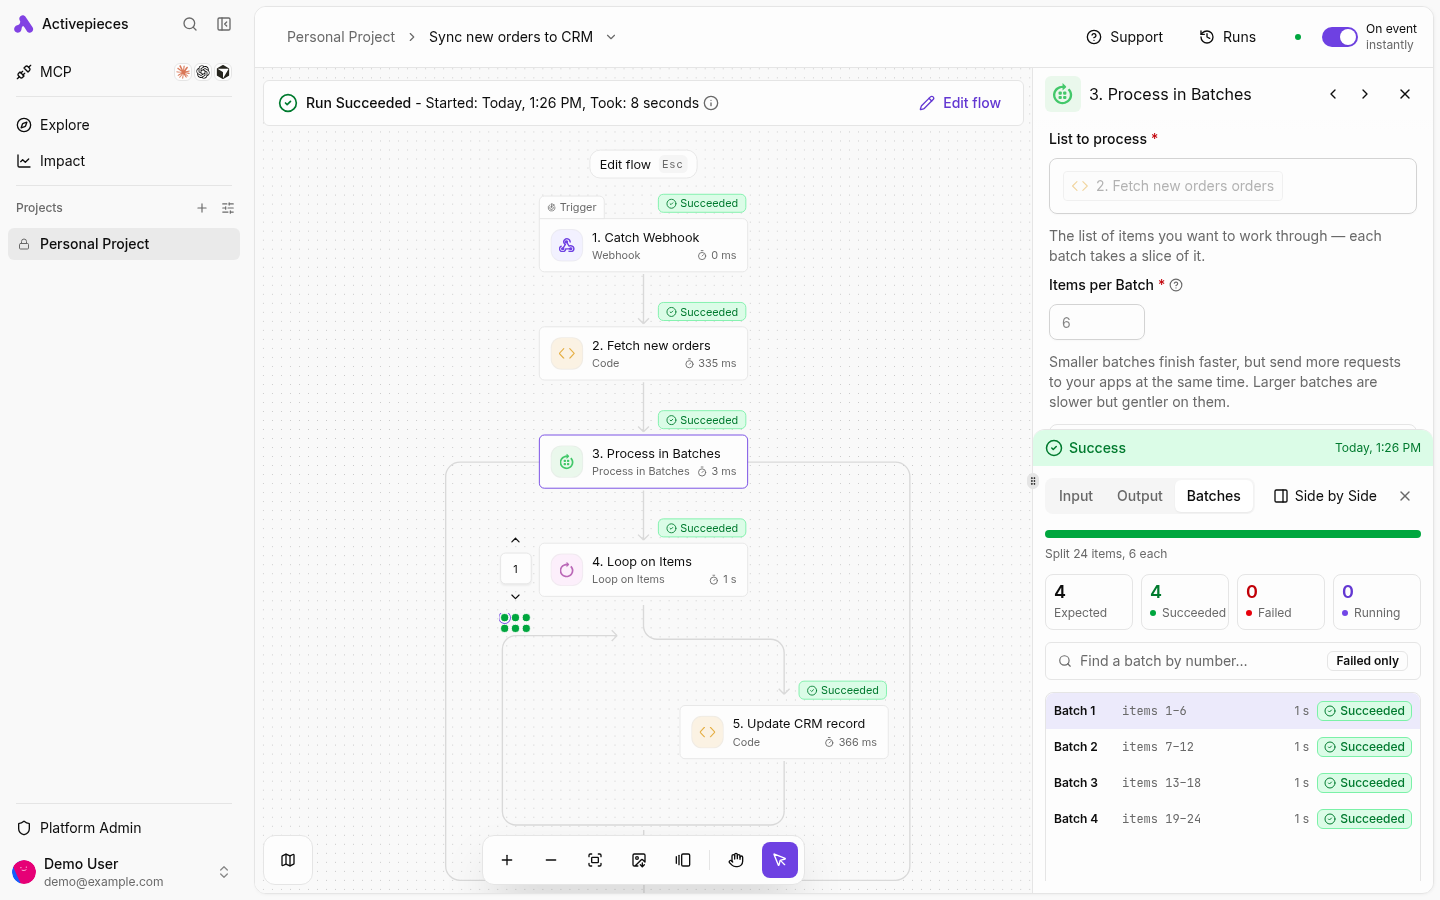 Activepieces
MCP
Explore
Impact
Projects
Personal Project
Platform Admin
Demo User
demo@example.com
Personal Project
Sync new orders to CRM
Support
Runs
On event
instantly
Run Succeeded - Started: Today, 1:26 PM, Took: 8 seconds
Edit flow
Edit flow Esc
Trigger
Succeeded
1. Catch Webhook
Webhook
0 ms
Succeeded
2. Fetch new orders
Code
335 ms
Succeeded
3. Process in Batches
Process in Batches
3 ms
Succeeded
1
4. Loop on Items
Loop on Items
1 s
Succeeded
5. Update CRM record
Code
366 ms
3. Process in Batches
List to process *
2. Fetch new orders orders
The list of items you want to work through — each
batch takes a slice of it.
Items per Batch *
6
Smaller batches finish faster, but send more requests
to your apps at the same time. Larger batches are
slower but gentler on them.
Success
Today, 1:26 PM
Input
Output
Batches
Side by Side
Split 24 items, 6 each
4
Expected
4
Succeeded
0
Failed
0
Running
Find a batch by number...
Failed only
Batch 1 items 1–6 1 s Succeeded
Batch 2 items 7–12 1 s Succeeded
Batch 3 items 13–18 1 s Succeeded
Batch 4 items 19–24 1 s Succeeded